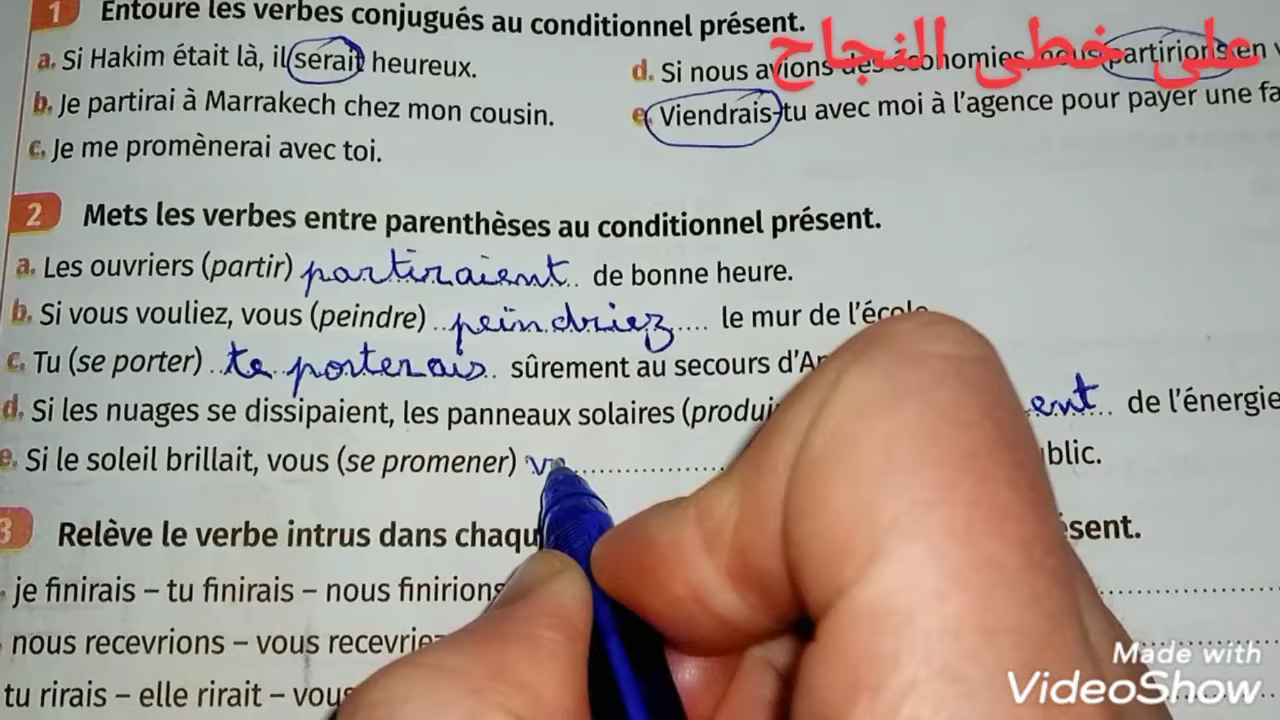 1 Entoure les verbes conjugués au conditionnel présent.
على خطى النجاح
a. Si Hakim était là, il serait heureux.
d. Si nous avions des économies, nous partirions en
b. Je partirai à Marrakech chez mon cousin.
e. Viendrais-tu avec moi à l'agence pour payer une fa
c. Je me promènerai avec toi.
2 Mets les verbes entre parenthèses au conditionnel présent.
a. Les ouvriers (partir) partiraient de bonne heure.
b. Si vous vouliez, vous (peindre) peindriez le mur de l'école
c. Tu (se porter) te porterais sûrement au secours d'A
d. Si les nuages se dissipaient, les panneaux solaires (produi ent de l'énergie
e. Si le soleil brillait, vous (se promener) vo blic.
3 Relève le verbe intrus dans chaqu sent.
je finirais – tu finirais – nous finirions
nous recevrions – vous recevrie
tu rirais – elle rirait – vous
Made with
VideoShow